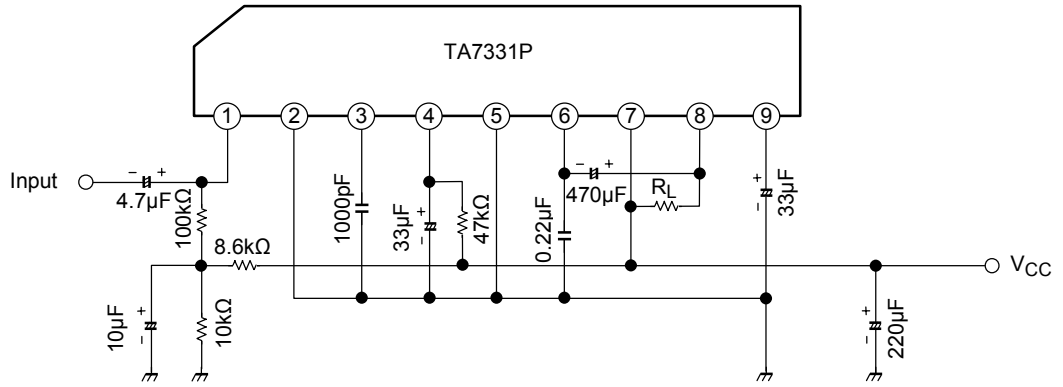 TA7331P
1 2 3 4 5 6 7 8 9
Input
− +
4.7μF
100kΩ
8.6kΩ
10μF
+
−
10kΩ
1000pF
33μF
+
−
47kΩ
0.22μF
− +
470μF
RL
+
−
33μF
VCC
+
−
220μF